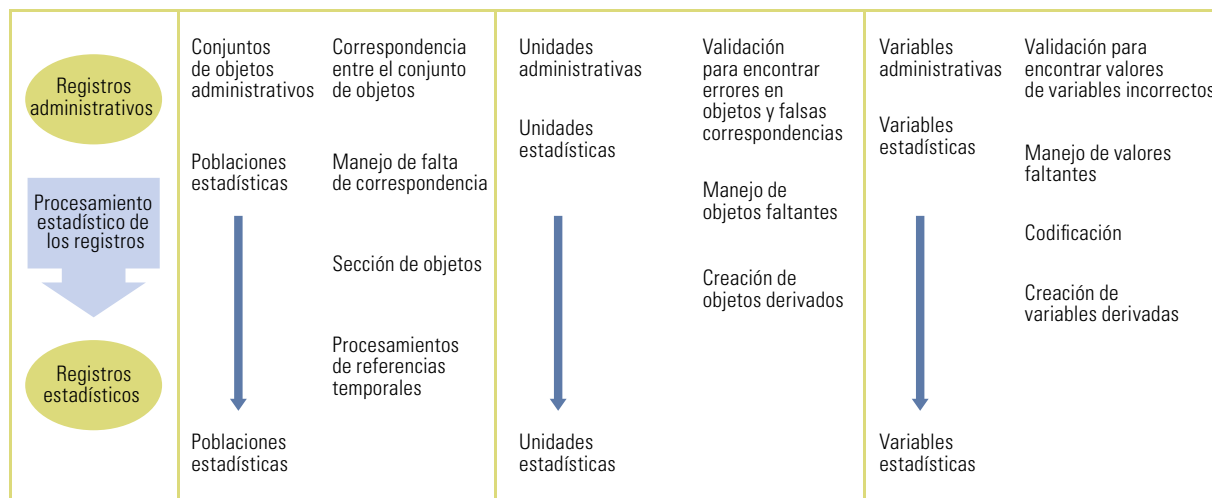 Registros
administrativos
Procesamiento
estadístico de
los registros
Registros
estadísticos
Conjuntos
de objetos
administrativos
Poblaciones
estadísticas
Poblaciones
estadísticas
Correspondencia
entre el conjunto
de objetos
Manejo de falta
de correspondencia
Sección de objetos
Procesamientos
de referencias
temporales
Unidades
administrativas
Unidades
estadísticas
Unidades
estadísticas
Validación
para encontrar
errores en
objetos y falsas
correspondencias
Manejo de
objetos faltantes
Creación de
objetos derivados
Variables
administrativas
Variables
estadísticas
Variables
estadísticas
Validación para
encontrar valores
de variables incorrectos
Manejo de valores
faltantes
Codificación
Creación de
variables derivadas